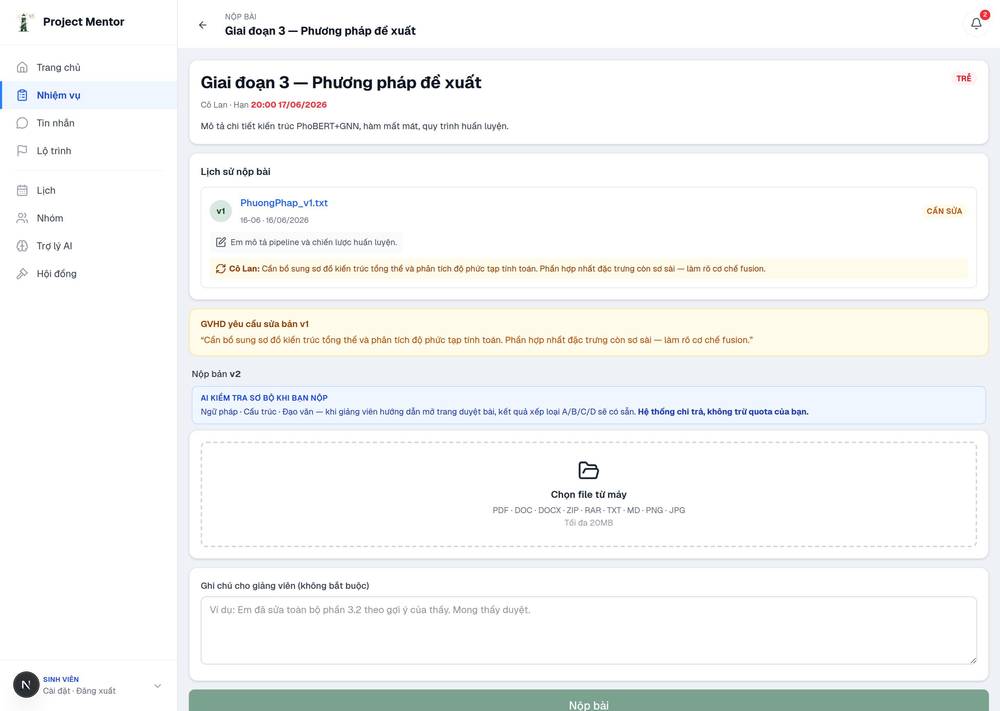 Project Mentor
Trang chủ
Nhiệm vụ
Tin nhắn
Lộ trình
Lịch
Nhóm
Trợ lý AI
Hội đồng
N
SINH VIÊN
Cài đặt · Đăng xuất
NỘP BÀI
Giai đoạn 3 — Phương pháp đề xuất
2
Giai đoạn 3 — Phương pháp đề xuất
TRỄ
Cô Lan · Hạn 20:00 17/06/2026
Mô tả chi tiết kiến trúc PhoBERT+GNN, hàm mất mát, quy trình huấn luyện.
Lịch sử nộp bài
v1
PhuongPhap_v1.txt
16-06 · 16/06/2026
CẦN SỬA
Em mô tả pipeline và chiến lược huấn luyện.
Cô Lan: Cần bổ sung sơ đồ kiến trúc tổng thể và phân tích độ phức tạp tính toán. Phần hợp nhất đặc trưng còn sơ sài — làm rõ cơ chế fusion.
GVHD yêu cầu sửa bản v1
“Cần bổ sung sơ đồ kiến trúc tổng thể và phân tích độ phức tạp tính toán. Phần hợp nhất đặc trưng còn sơ sài — làm rõ cơ chế fusion.”
Nộp bản v2
AI KIỂM TRA SƠ BỘ KHI BẠN NỘP
Ngữ pháp · Cấu trúc · Đạo văn — khi giảng viên hướng dẫn mở trang duyệt bài, kết quả xếp loại A/B/C/D sẽ có sẵn. Hệ thống chi trả, không trừ quota của bạn.
Chọn file từ máy
PDF · DOC · DOCX · ZIP · RAR · TXT · MD · PNG · JPG
Tối đa 20MB
Ghi chú cho giảng viên (không bắt buộc)
Ví dụ: Em đã sửa toàn bộ phần 3.2 theo gợi ý của thầy. Mong thầy duyệt.
Nộp bài